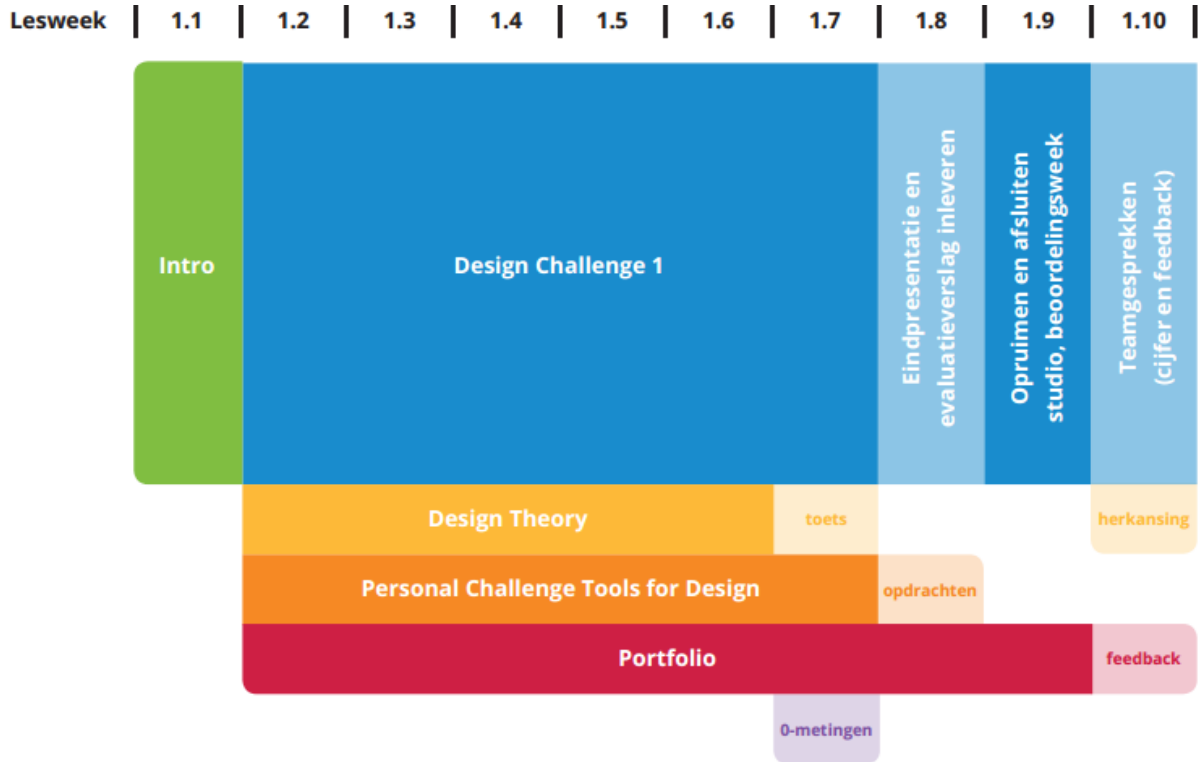 Lesweek 1.1 1.2 1.3 1.4 1.5 1.6 1.7 1.8 1.9 1.10
Intro
Design Challenge 1
Eindpresentatie en
evaluatieverslag inleveren
Opruimen en afsluiten
studio, beoordelingsweek
Teamgesprekken
(cijfer en feedback)
Design Theory
toets
herkansing
Personal Challenge Tools for Design
opdrachten
Portfolio
feedback
0-metingen